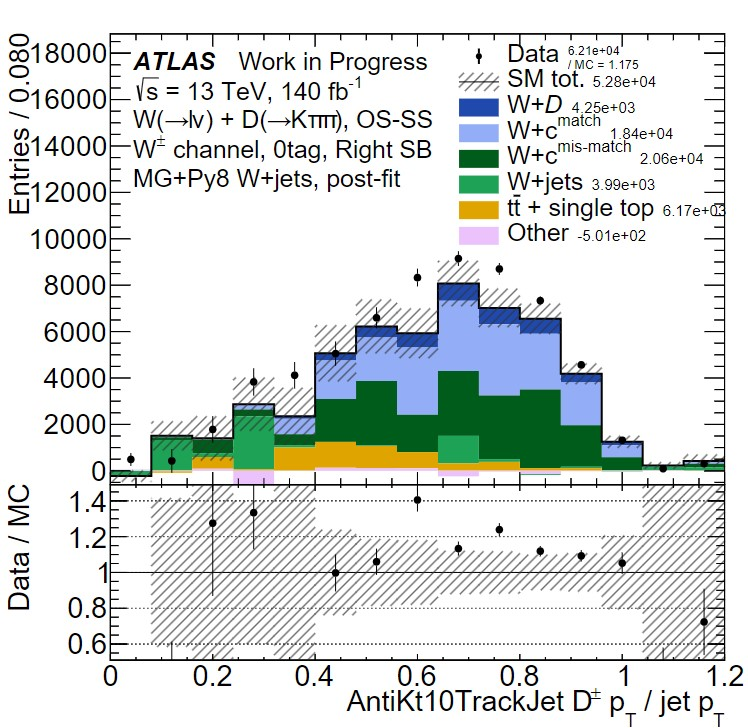 Entries / 0.080
18000
16000
14000
12000
10000
8000
6000
4000
2000
0
ATLAS Work in Progress
√s = 13 TeV, 140 fb-1
W(→lν) + D(→Kππ), OS-SS
W± channel, 0tag, Right SB
MG+Py8 W+jets, post-fit
Data 6.21e+04 / MC = 1.175
SM tot. 5.28e+04
W+D 4.25e+03
W+c match 1.84e+04
W+c mis-match 2.06e+04
W+jets 3.99e+03
tt̄ + single top 6.17e+03
Other -5.01e+02
Data / MC
1.4
1.2
1
0.8
0.6
0 0.2 0.4 0.6 0.8 1 1.2
AntiKt10TrackJet D± pT / jet pT